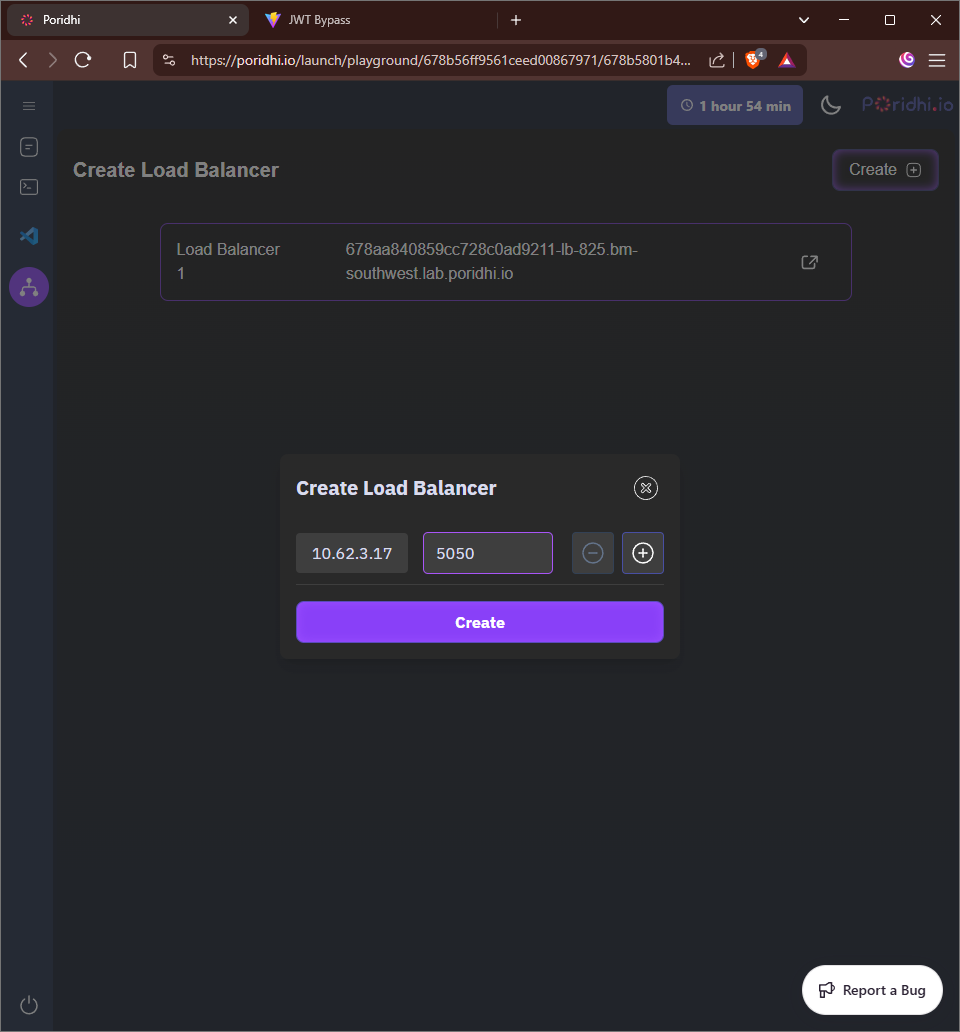 Poridhi
JWT Bypass
https://poridhi.io/launch/playground/678b56ff9561ceed00867971/678b5801b4...
4
1 hour 54 min
Poridhi.io
Create Load Balancer
Create
Load Balancer
1
678aa840859cc728c0ad9211-lb-825.bm-
southwest.lab.poridhi.io
Create Load Balancer
10.62.3.17
5050
Create
Report a Bug